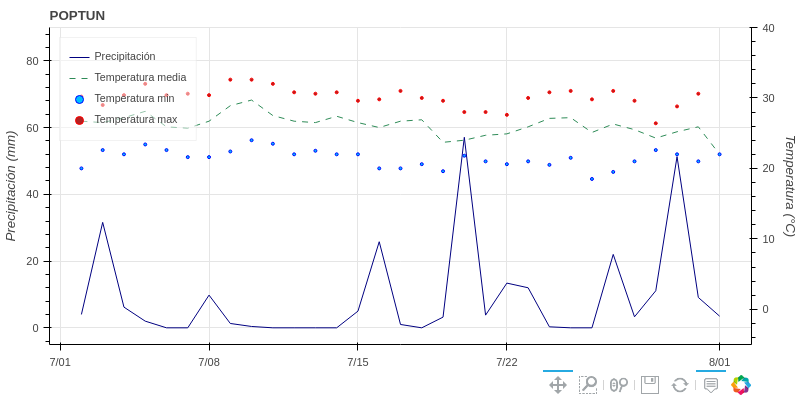 POPTUN
Precipitación
Temperatura media
Temperatura min
Temperatura max
Precipitación (mm)
80
60
40
20
0
Temperatura (°C)
40
30
20
10
0
7/01
7/08
7/15
7/22
8/01